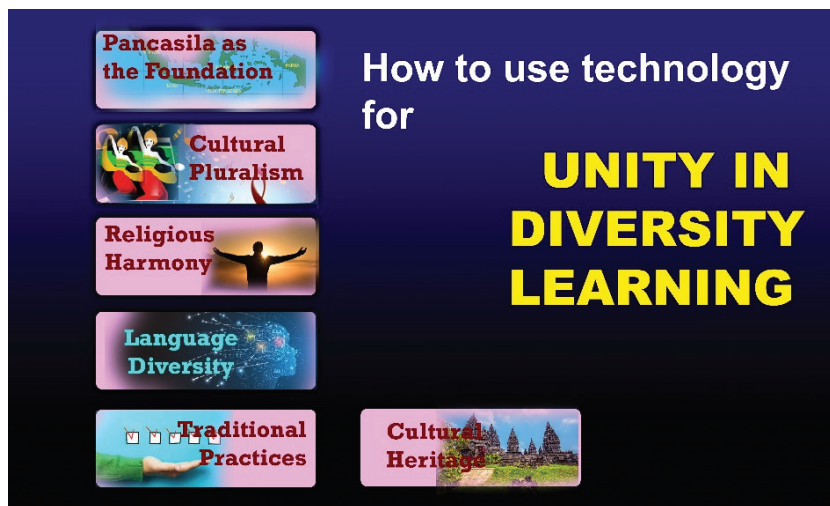 Pancasila as
the Foundation
Cultural
Pluralism
Religious
Harmony
Language
Diversity
Traditional
Practices
Cultural
Heritage
How to use technology
for
UNITY IN
DIVERSITY
LEARNING